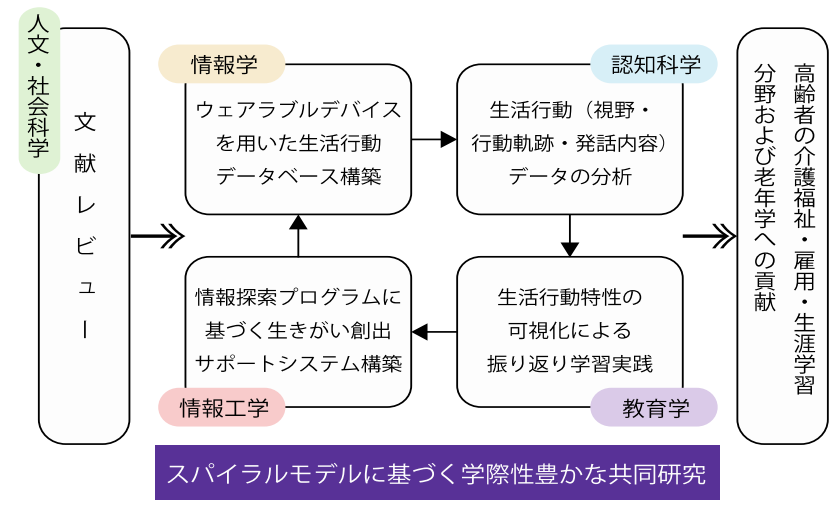 人文・社会科学
文献レビュー
情報学
ウェアラブルデバイス
を用いた生活行動
データベース構築
認知科学
生活行動（視野・
行動軌跡・発話内容）
データの分析
生活行動特性の
可視化による
振り返り学習実践
教育学
情報探索プログラムに
基づく生きがい創出
サポートシステム構築
情報工学
高齢者の介護福祉・雇用・生涯学習
分野および老年学への貢献
スパイラルモデルに基づく学際性豊かな共同研究